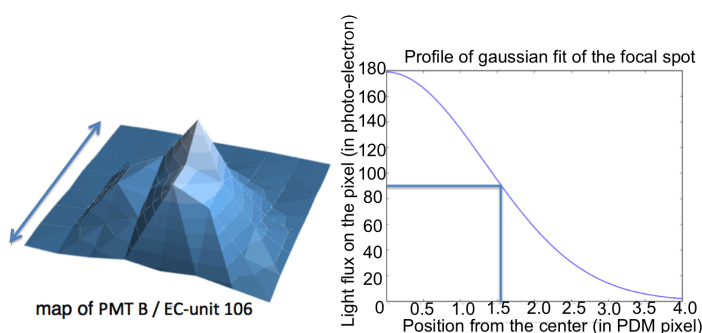 map of PMT B / EC-unit 106
Profile of gaussian fit of the focal spot
Light flux on the pixel (in photo-electron)
180
160
140
120
100
80
60
40
20
0
0.5 1.0 1.5 2.0 2.5 3.0 3.5 4.0
Position from the center (in PDM pixel)